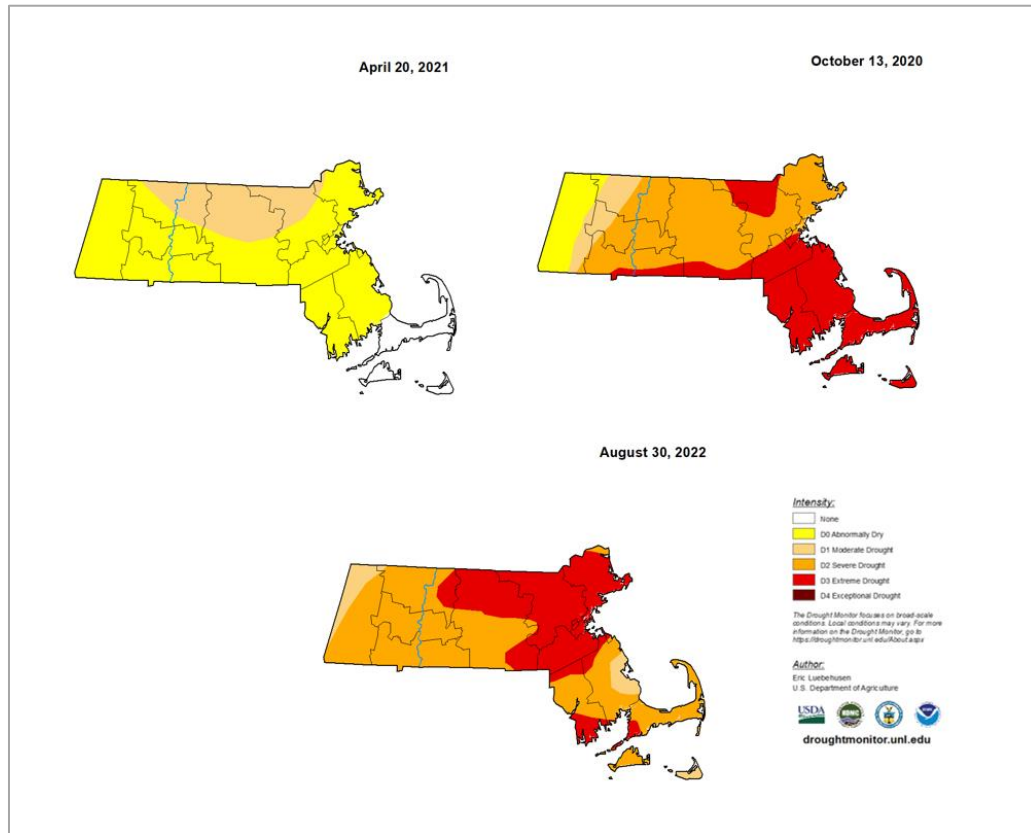 April 20, 2021
October 13, 2020
August 30, 2022
Intensity:
None
D0 Abnormally Dry
D1 Moderate Drought
D2 Severe Drought
D3 Extreme Drought
D4 Exceptional Drought
The Drought Monitor focuses on broad-scale
conditions. Local conditions may vary. For more
information on the Drought Monitor, go to
https://droughtmonitor.unl.edu/About.aspx
Author:
Eric Luebehusen
U.S. Department of Agriculture
USDA
droughtmonitor.unl.edu